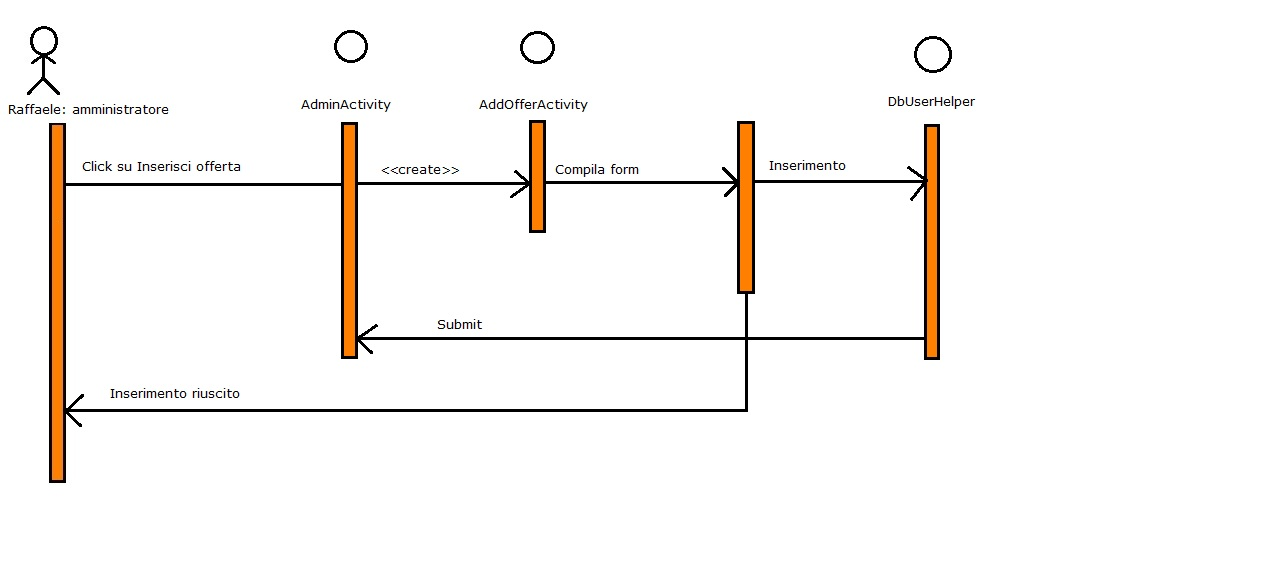 Raffaele: amministratore
AdminActivity
AddOfferActivity
DbUserHelper
Click su Inserisci offerta
<<create>>
Compila form
Inserimento
Submit
Inserimento riuscito